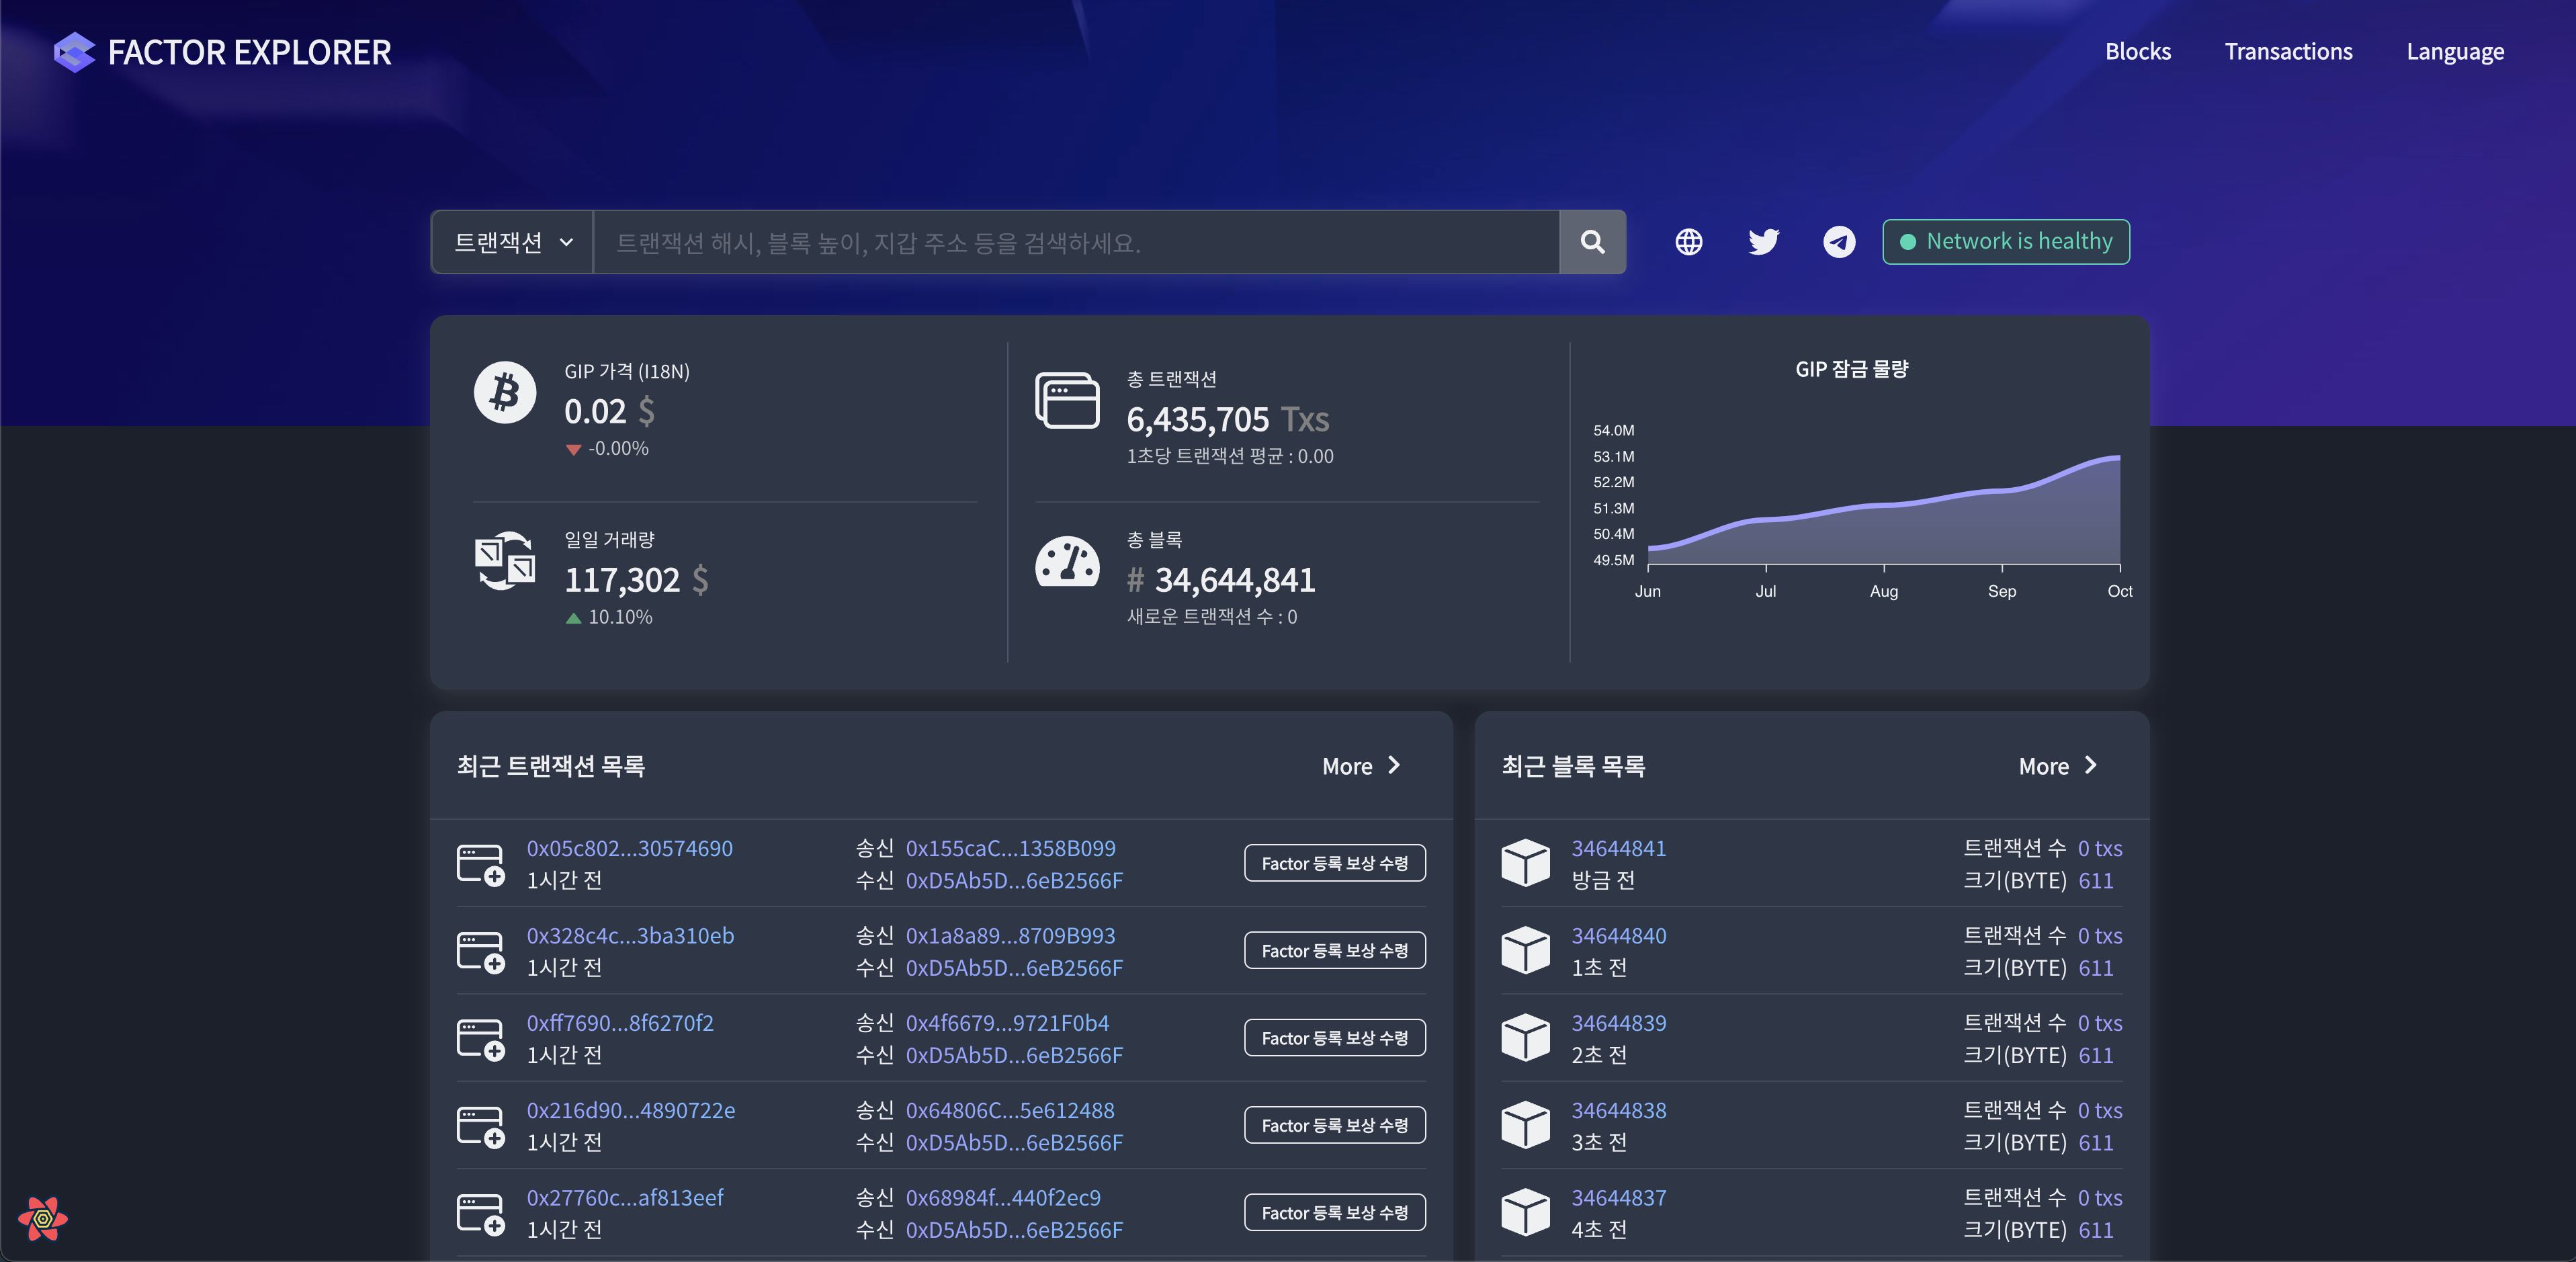 FACTOR EXPLORER
Blocks
Transactions
Language
트랜잭션
트랜잭션 해시, 블록 높이, 지갑 주소 등을 검색하세요.
Network is healthy
GIP 가격 (I18N)
0.02 $
-0.00%
일일 거래량
117,302 $
10.10%
총 트랜잭션
6,435,705 Txs
1초당 트랜잭션 평균 : 0.00
총 블록
# 34,644,841
새로운 트랜잭션 수 : 0
GIP 잠금 물량
54.0M
53.1M
52.2M
51.3M
50.4M
49.5M
Jun Jul Aug Sep Oct
최근 트랜잭션 목록
More
0x05c802...30574690 송신 0x155caC...1358B099
1시간 전 수신 0xD5Ab5D...6eB2566F
Factor 등록 보상 수령
0x328c4c...3ba310eb 송신 0x1a8a89...8709B993
1시간 전 수신 0xD5Ab5D...6eB2566F
Factor 등록 보상 수령
0xff7690...8f6270f2 송신 0x4f6679...9721F0b4
1시간 전 수신 0xD5Ab5D...6eB2566F
Factor 등록 보상 수령
0x216d90...4890722e 송신 0x64806C...5e612488
1시간 전 수신 0xD5Ab5D...6eB2566F
Factor 등록 보상 수령
0x27760c...af813eef 송신 0x68984f...440f2ec9
1시간 전 수신 0xD5Ab5D...6eB2566F
Factor 등록 보상 수령
최근 블록 목록
More
34644841 트랜잭션 수 0 txs
방금 전 크기(BYTE) 611
34644840 트랜잭션 수 0 txs
1초 전 크기(BYTE) 611
34644839 트랜잭션 수 0 txs
2초 전 크기(BYTE) 611
34644838 트랜잭션 수 0 txs
3초 전 크기(BYTE) 611
34644837 트랜잭션 수 0 txs
4초 전 크기(BYTE) 611